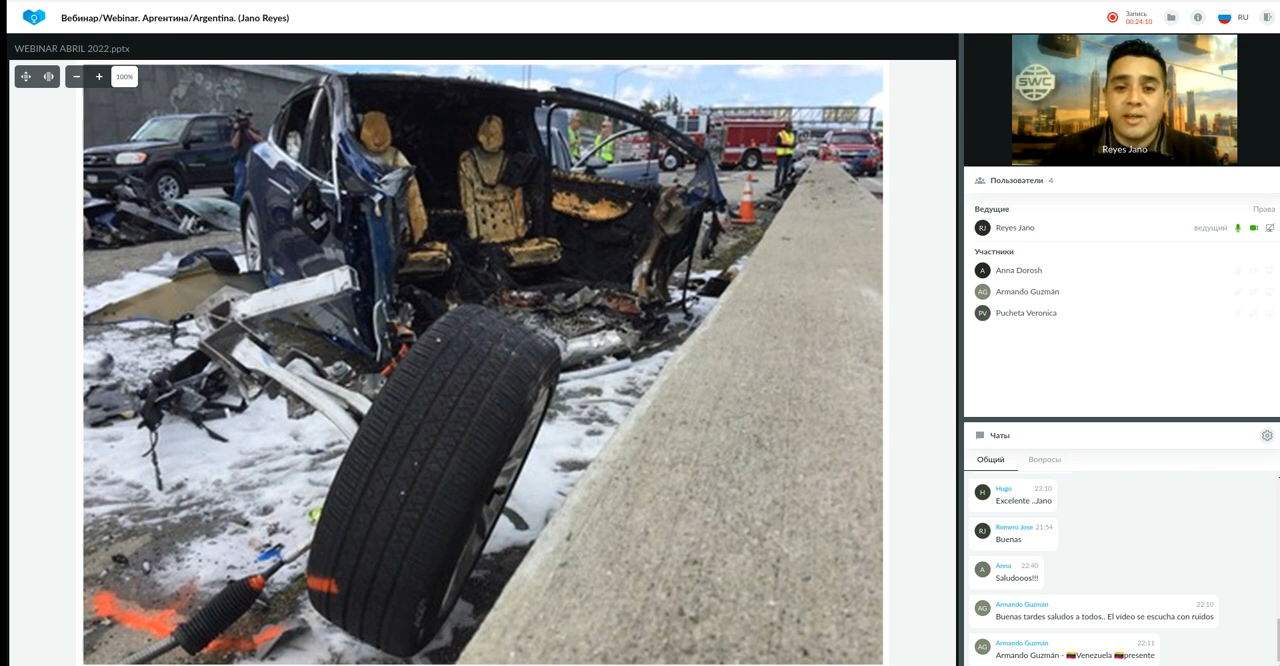 Вебинар/Webinar. Аргентина/Argentina. (Jano Reyes)
Запись
00:24:10
RU
WEBINAR ABRIL 2022.pptx
100%
SWC
Reyes Jano
Пользователи 4
Ведущие Права
RJ Reyes Jano ведущий
Участники
A Anna Dorosh
AG Armando Guzmán
PV Pucheta Veronica
Чаты
Общий Вопросы
H Hugo 23:10
Excelente ..Jano
RJ Romero Jose 21:54
Buenas
A Anna 22:40
Saludooos!!!
AG Armando Guzmán 22:10
Buenas tardes saludos a todos.. El video se escucha con ruidos
AG Armando Guzmán 22:11
Armando Guzmán - 🇻🇪Venezuela 🇻🇪presente